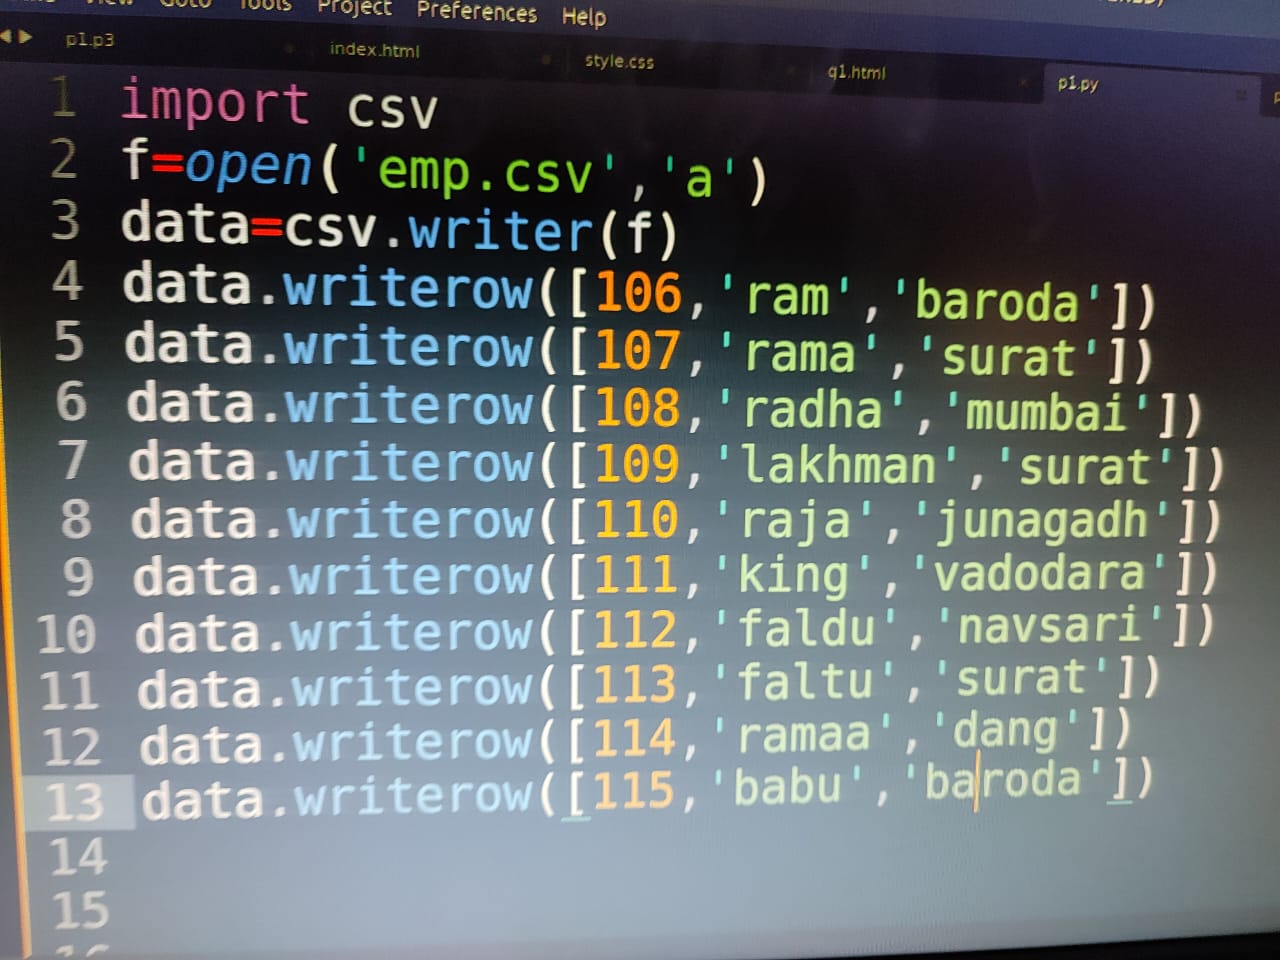 Goto Tools Project Preferences Help
p1.p3 index.html style.css q1.html p1.py
1 import csv
2 f=open('emp.csv','a')
3 data=csv.writer(f)
4 data.writerow([106,'ram','baroda'])
5 data.writerow([107,'rama','surat'])
6 data.writerow([108,'radha','mumbai'])
7 data.writerow([109,'lakhman','surat'])
8 data.writerow([110,'raja','junagadh'])
9 data.writerow([111,'king','vadodara'])
10 data.writerow([112,'faldu','navsari'])
11 data.writerow([113,'faltu','surat'])
12 data.writerow([114,'ramaa','dang'])
13 data.writerow([115,'babu','baroda'])
14
15